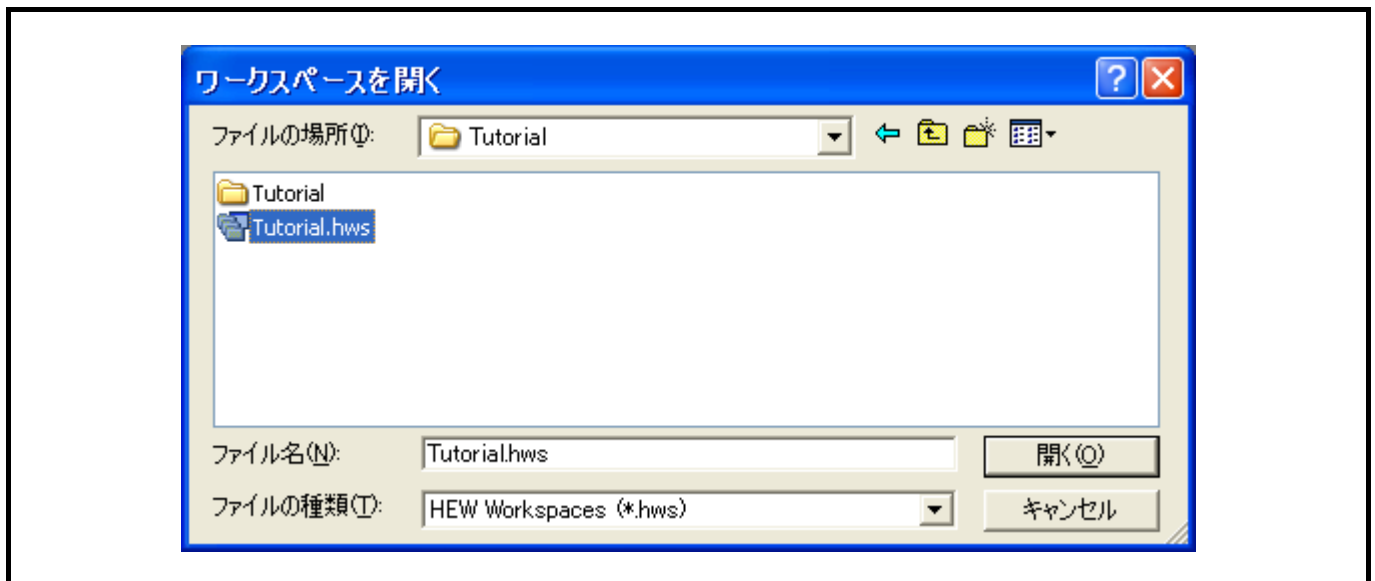 ワークスペースを開く
ファイルの場所(I):
Tutorial
Tutorial
Tutorial.hws
ファイル名(N): Tutorial.hws 開く(O)
ファイルの種類(T): HEW Workspaces (*.hws) キャンセル